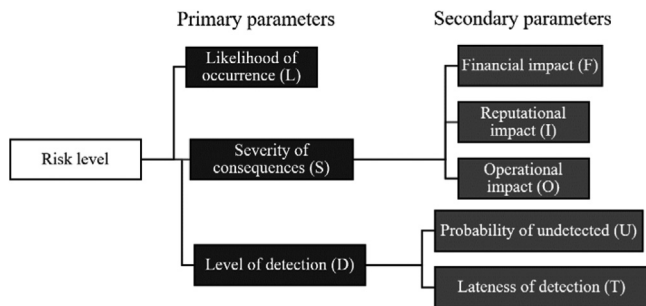 Primary parameters
Secondary parameters
Likelihood of
occurrence (L)
Financial impact (F)
Reputational
impact (I)
Risk level
Severity of
consequences (S)
Operational
impact (O)
Probability of undetected (U)
Level of detection (D)
Lateness of detection (T)